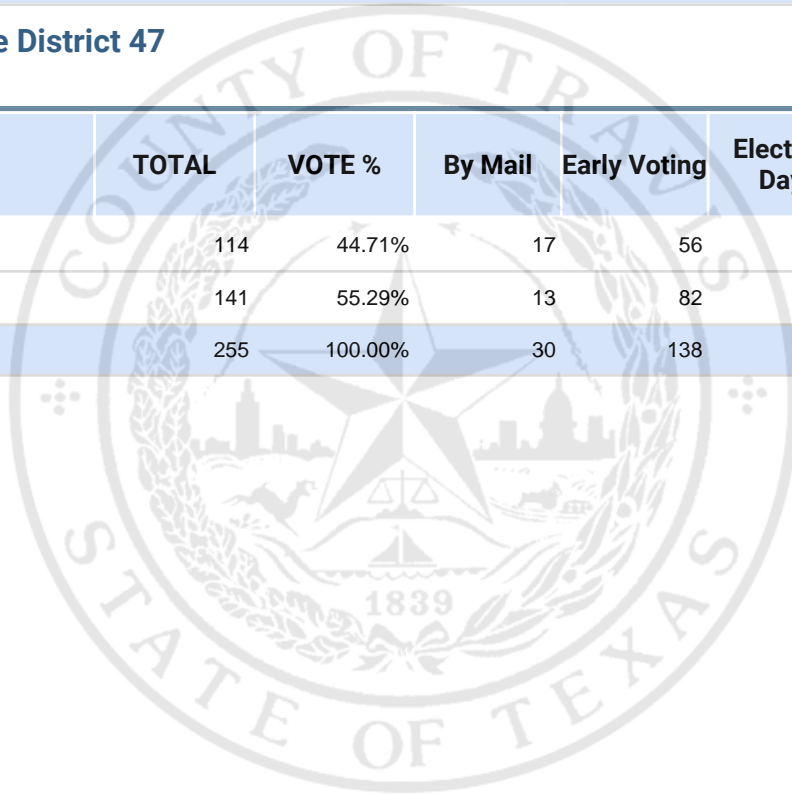 e District 47
TOTAL VOTE % By Mail Early Voting Elect
Da
114 44.71% 17 56
141 55.29% 13 82
255 100.00% 30 138
COUNTY OF TRAVIS
1839
STATE OF TEXAS